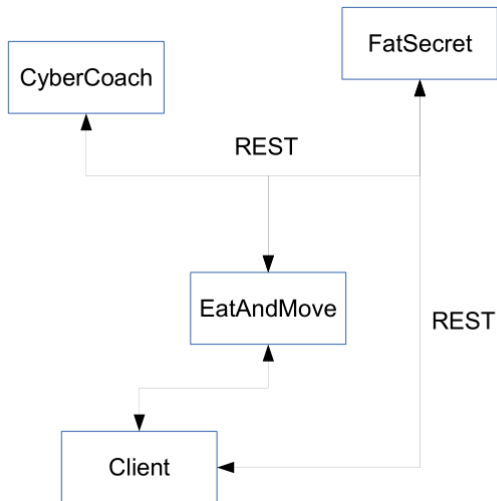 FatSecret
CyberCoach
REST
EatAndMove
REST
Client